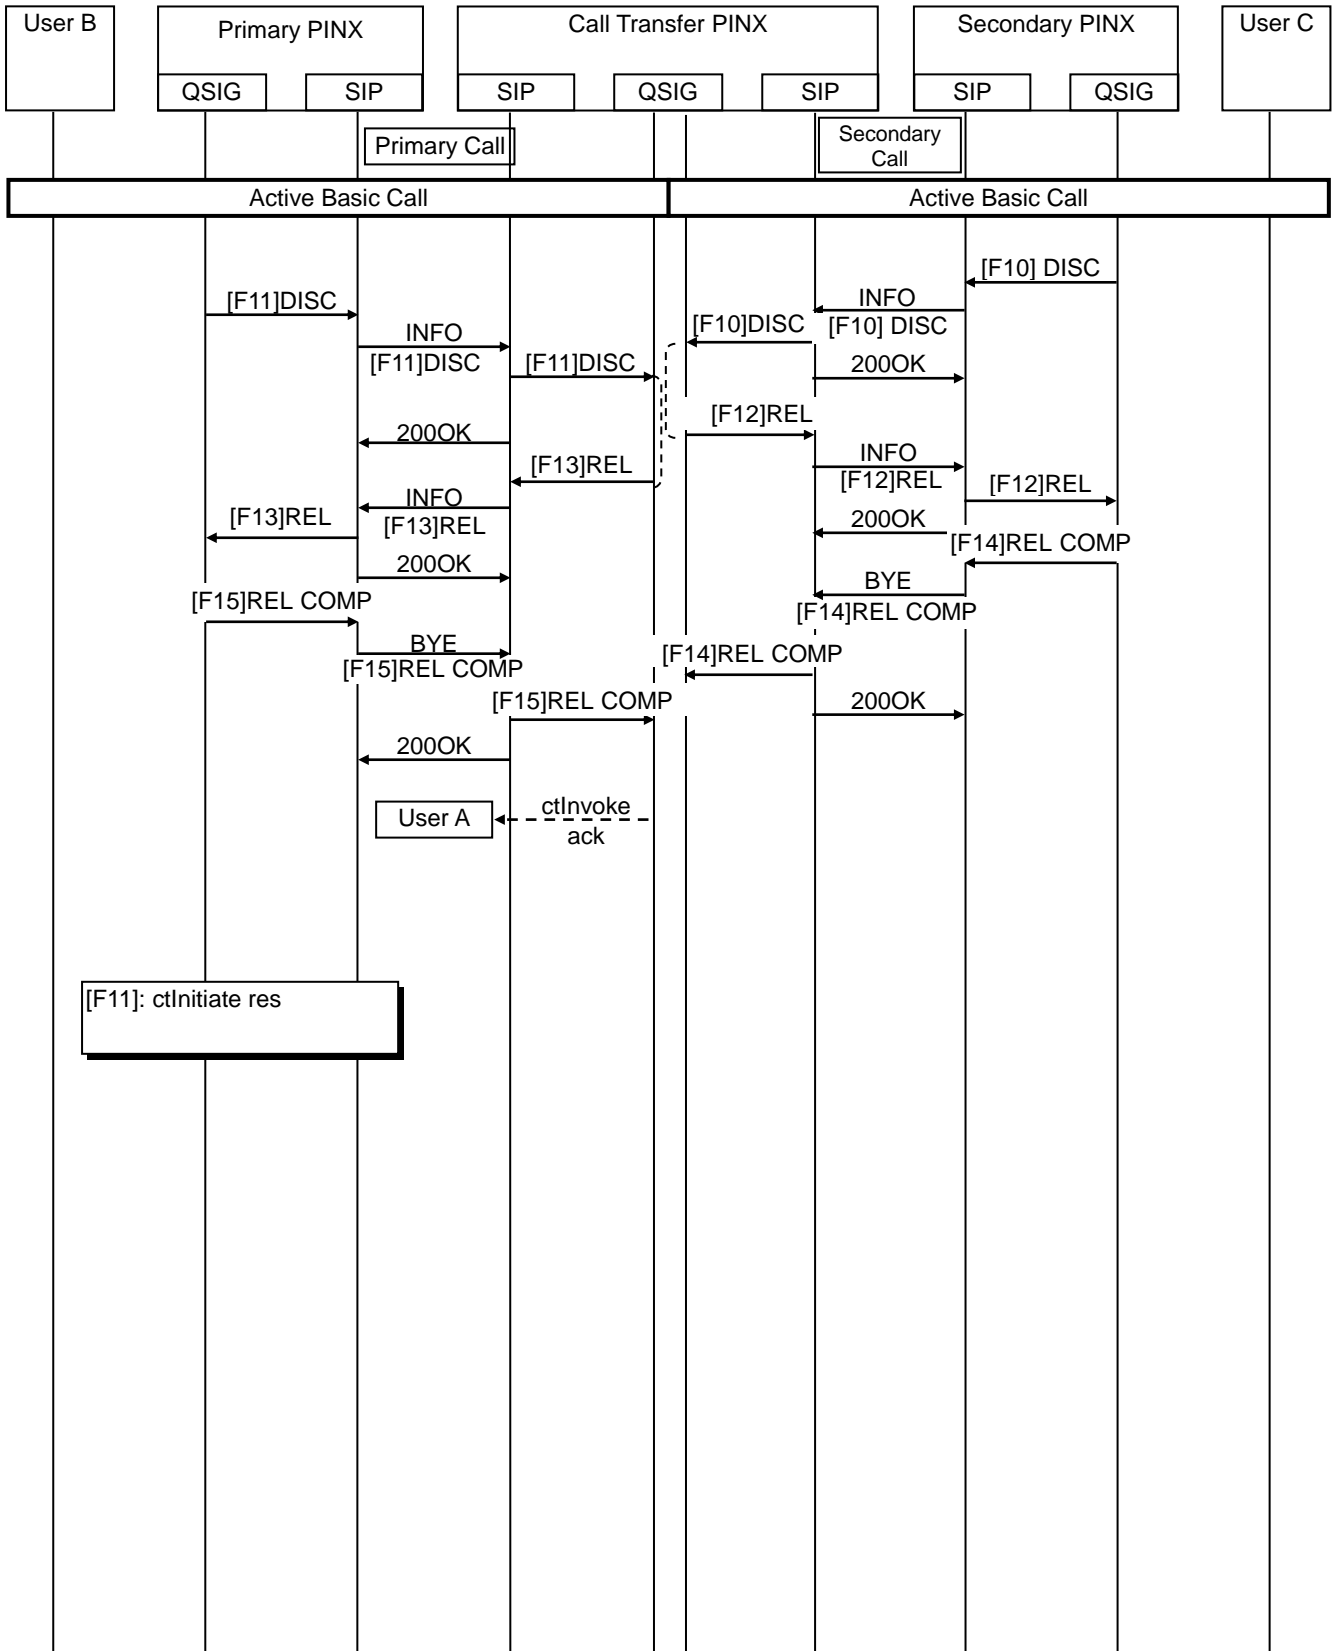 User B
Primary PINX
Call Transfer PINX
Secondary PINX
User C
QSIG
SIP
SIP
QSIG
SIP
SIP
QSIG
Primary Call
Secondary
Call
Active Basic Call
Active Basic Call
[F10] DISC
[F11]DISC
INFO
[F10] DISC
[F10]DISC
INFO
[F11]DISC
[F11]DISC
200OK
[F12]REL
200OK
INFO
[F12]REL
[F13]REL
[F12]REL
INFO
[F13]REL
[F13]REL
200OK
[F14]REL COMP
200OK
BYE
[F14]REL COMP
[F15]REL COMP
BYE
[F15]REL COMP
[F14]REL COMP
[F15]REL COMP
200OK
200OK
User A
ctInvoke
ack
[F11]: ctInitiate res